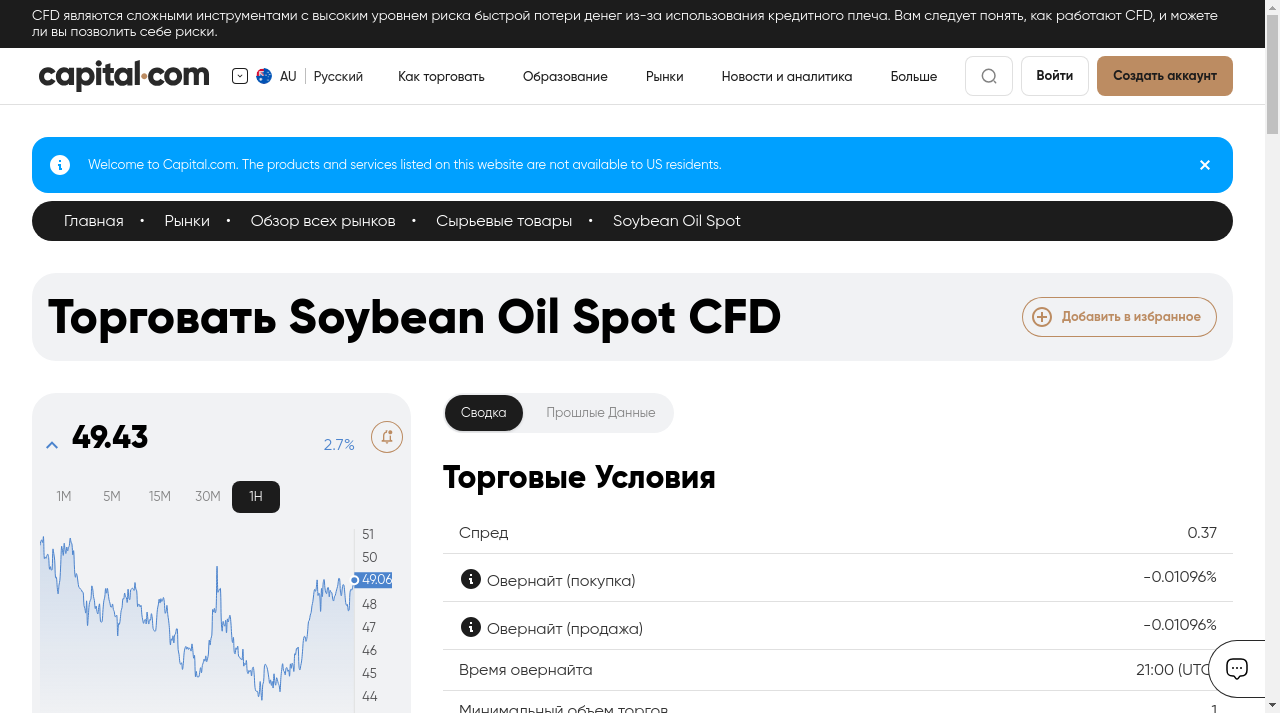 CFD являются сложными инструментами с высоким уровнем риска быстрой потери денег из-за использования кредитного плеча. Вам следует понять, как работают CFD, и можете
ли вы позволить себе риски.
capital.com
AU
Русский
Как торговать
Образование
Рынки
Новости и аналитика
Больше
Войти
Создать аккаунт
Welcome to Capital.com. The products and services listed on this website are not available to US residents.
Главная • Рынки • Обзор всех рынков • Сырьевые товары • Soybean Oil Spot
Торговать Soybean Oil Spot CFD
Добавить в избранное
49.43
2.7%
1M 5M 15M 30M 1H
51
50
49.06
48
47
46
45
44
Сводка
Прошлые Данные
Торговые Условия
Спред 0.37
Овернайт (покупка) -0.01096%
Овернайт (продажа) -0.01096%
Время овернайта 21:00 (UTC
Минимальный объем торгов 1